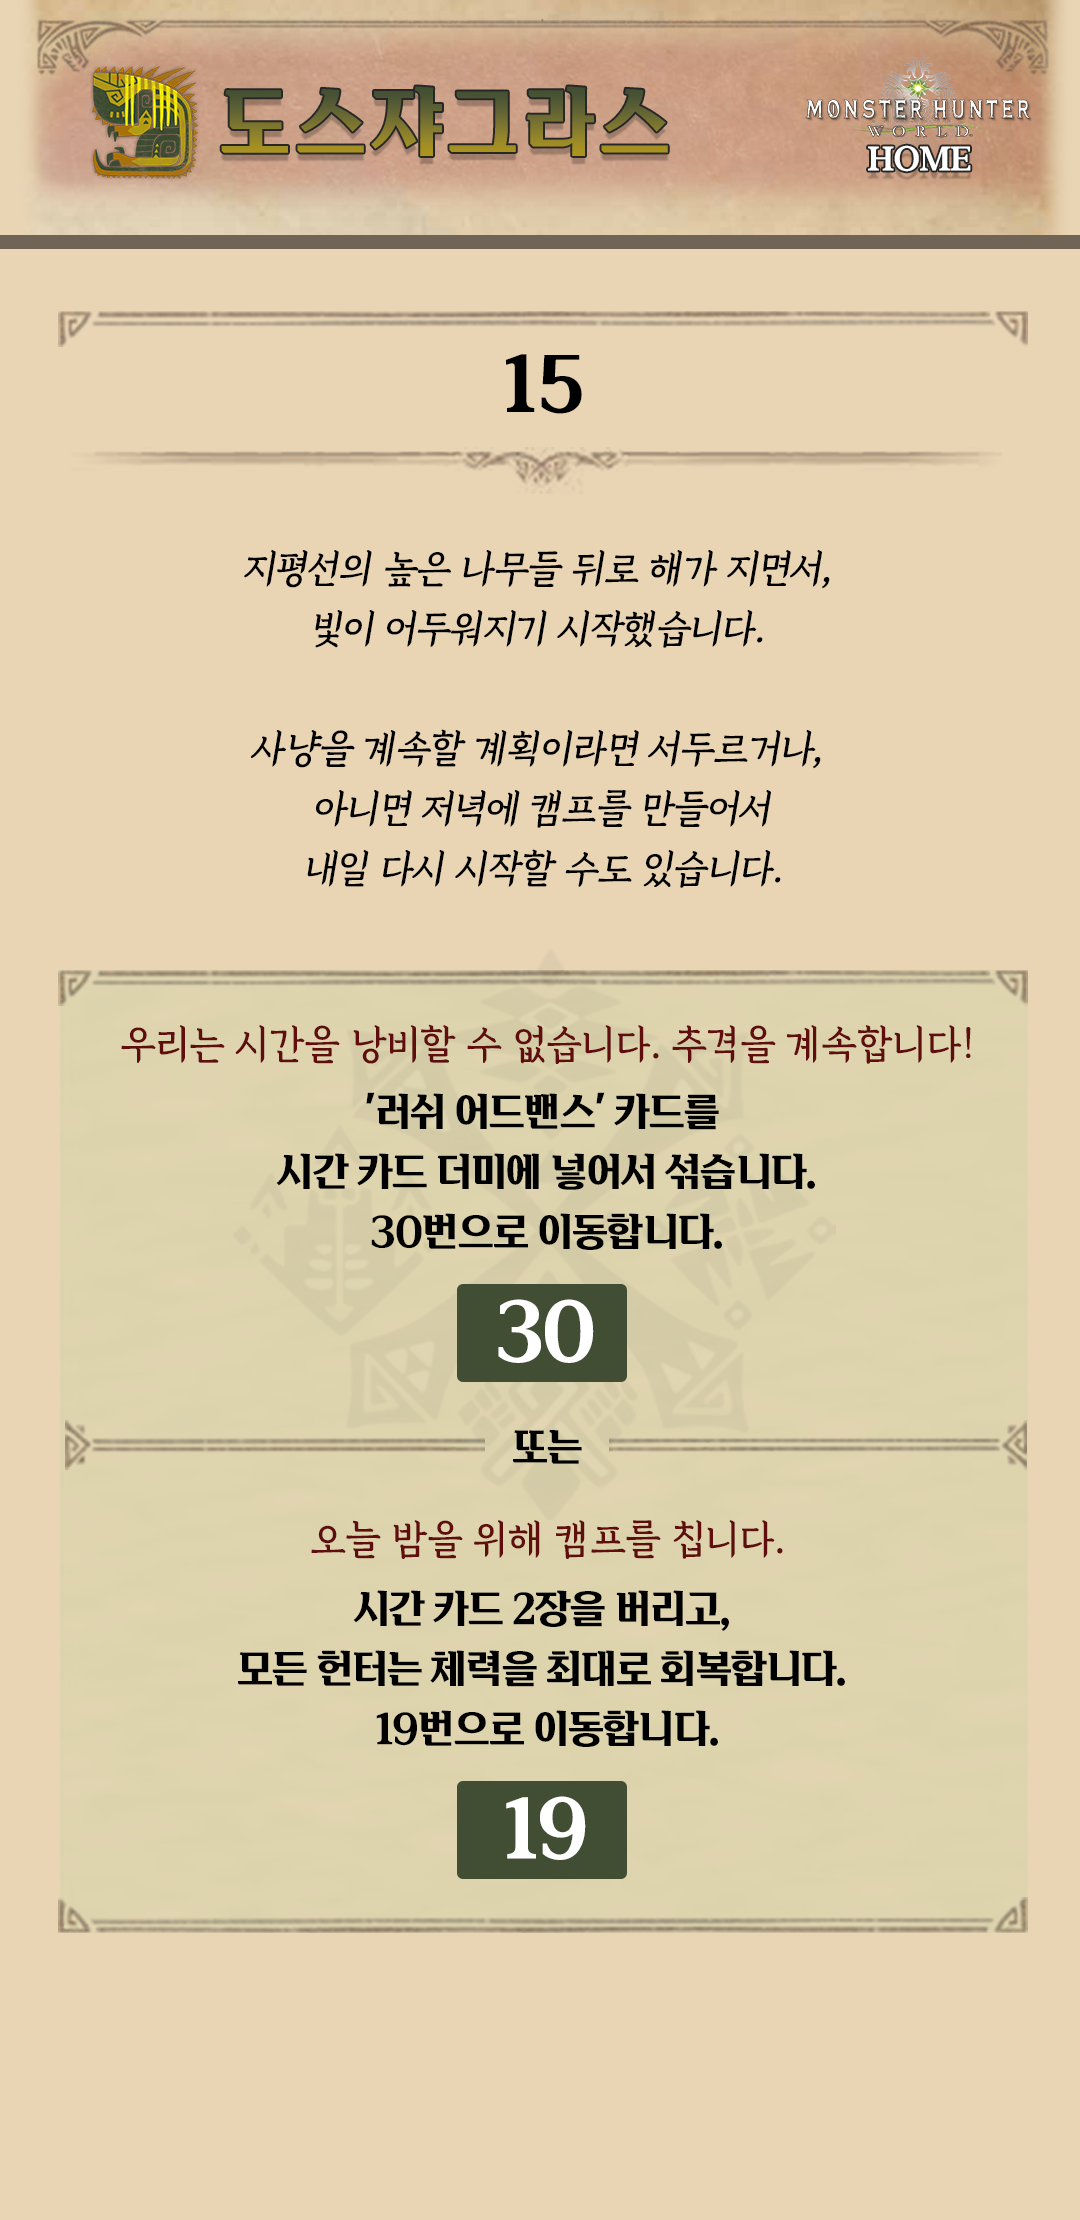 도스쟈그라스
MONSTER HUNTER
WORLD
HOME
15
지평선의 높은 나무들 뒤로 해가 지면서,
빛이 어두워지기 시작했습니다.
사냥을 계속할 계획이라면 서두르거나,
아니면 저녁에 캠프를 만들어서
내일 다시 시작할 수도 있습니다.
우리는 시간을 낭비할 수 없습니다. 추격을 계속합니다!
'러쉬 어드밴스' 카드를
시간 카드 더미에 넣어서 섞습니다.
30번으로 이동합니다.
30
또는
오늘 밤을 위해 캠프를 칩니다.
시간 카드 2장을 버리고,
모든 헌터는 체력을 최대로 회복합니다.
19번으로 이동합니다.
19